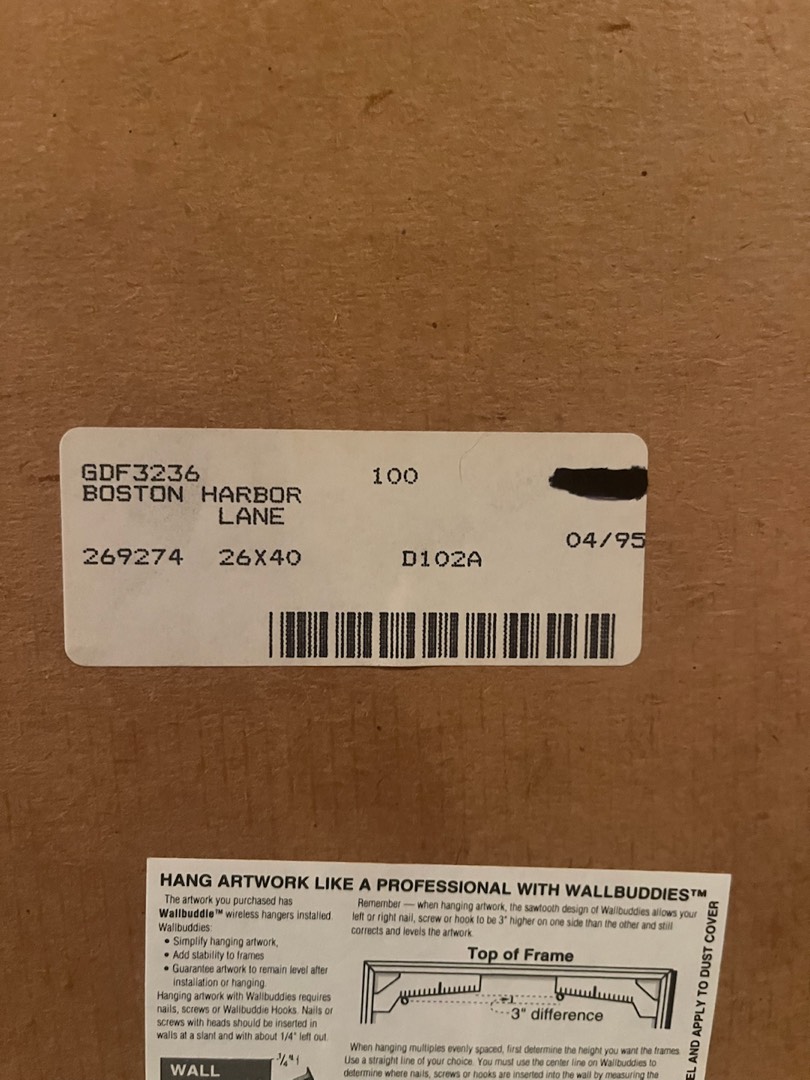 GDF3236 100
BOSTON HARBOR
LANE
04/95
269274 26X40 D102A
HANG ARTWORK LIKE A PROFESSIONAL WITH WALLBUDDIES™
The artwork you purchased has
Wallbuddie™ wireless hangers installed.
Wallbuddies:
• Simplify hanging artwork,
• Add stability to frames
• Guarantee artwork to remain level after
installation or hanging.
Hanging artwork with Wallbuddies requires
nails, screws or Wallbuddie Hooks. Nails or
screws with heads should be inserted in
walls at a slant and with about 1/4" left out.
WALL
1/4"
Remember — when hanging artwork, the sawtooth design of Wallbuddies allows your
left or right nail, screw or hook to be 3" higher on one side than the other and still
corrects and levels the artwork.
Top of Frame
3" difference
When hanging multiples evenly spaced, first determine the height you want the frames.
Use a straight line of your choice. You must use the center line on Wallbuddies to
determine where nails, screws or hooks are inserted into the wall by measuring the
EL AND APPLY TO DUST COVER